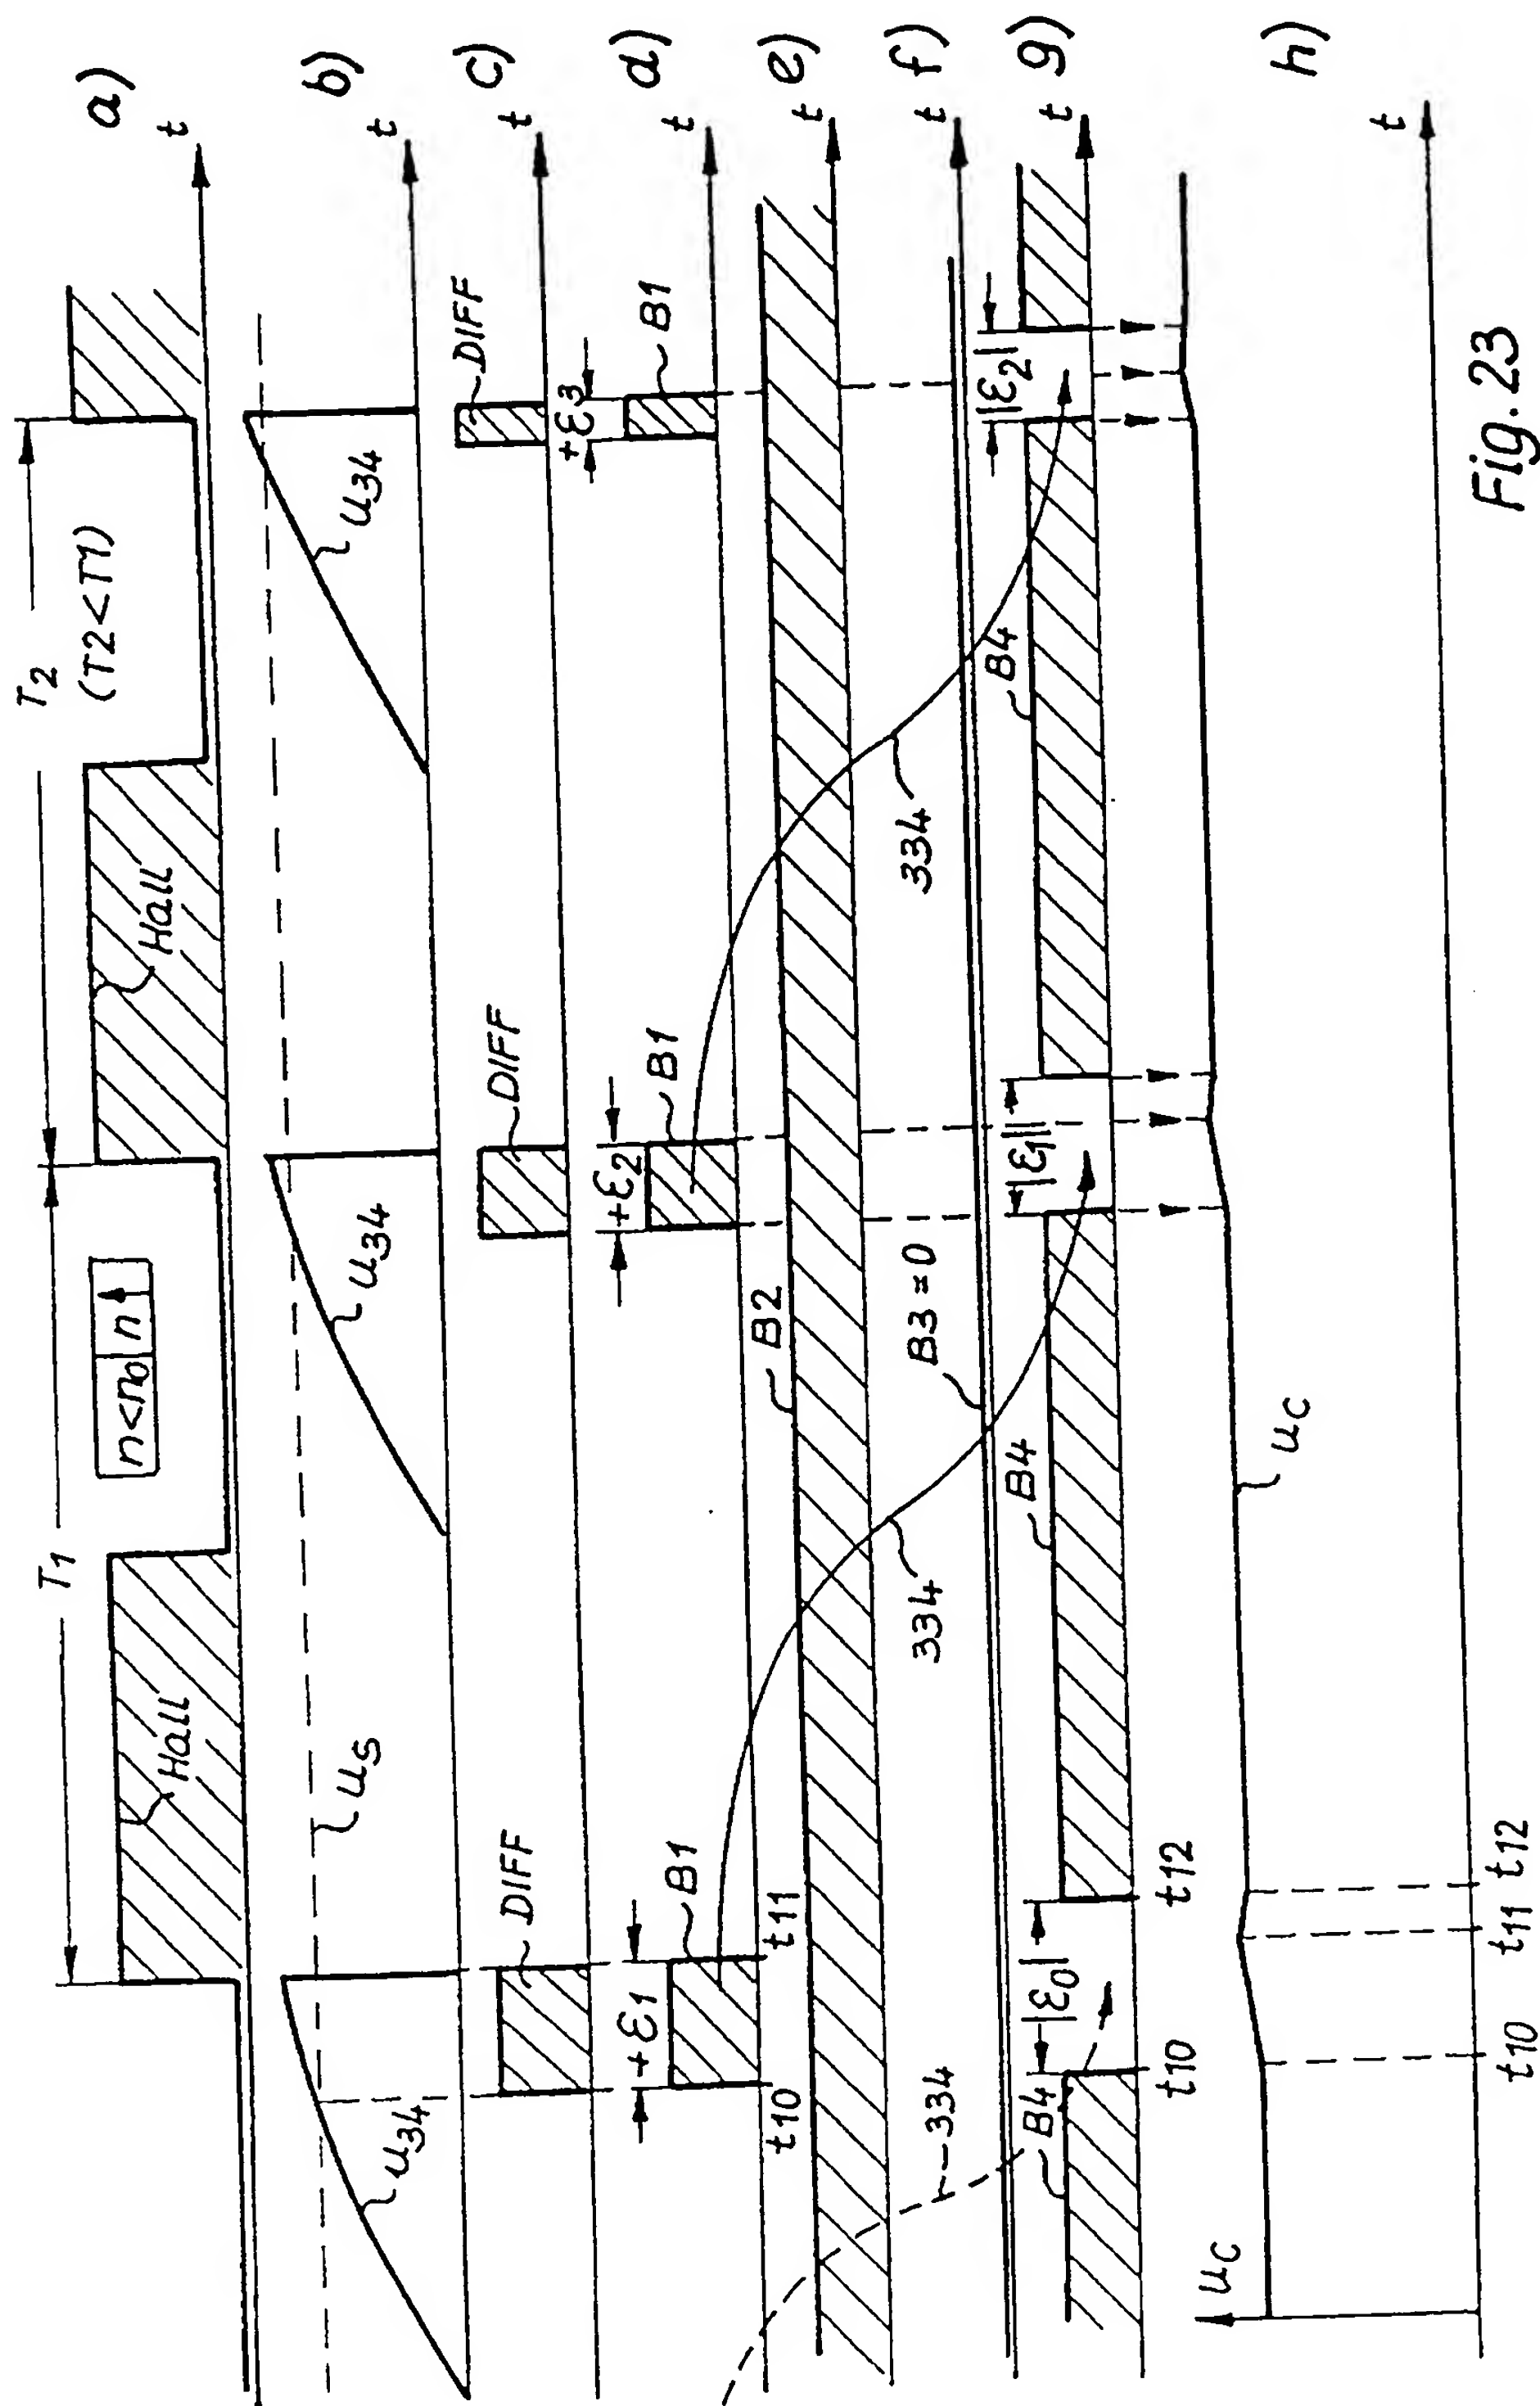 T1
T2
(T2<T1)
a)
n<n0 n
Hall
Hall
t
b)
uS
u34
u34
u34
t
c)
DIFF
DIFF
DIFF
t
d)
+ε1
+ε2
+ε3
B1
B1
B1
t10
t11
t
e)
B2
t
f)
334
334
334
B3=0
t
g)
B4
B4
B4
|ε0|
|ε1|
|ε2|
t10
t12
t
h)
uC
uC
t10
t11
t12
t
Fig.23